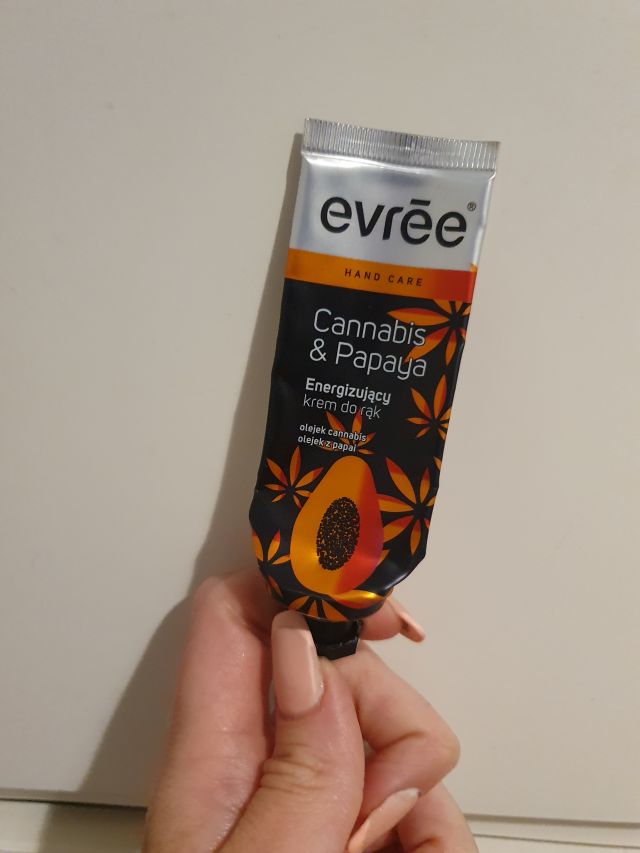 evrēe®
HAND CARE
Cannabis
& Papaya
Energizujący
krem do rąk
olejek cannabis
olejek z papai